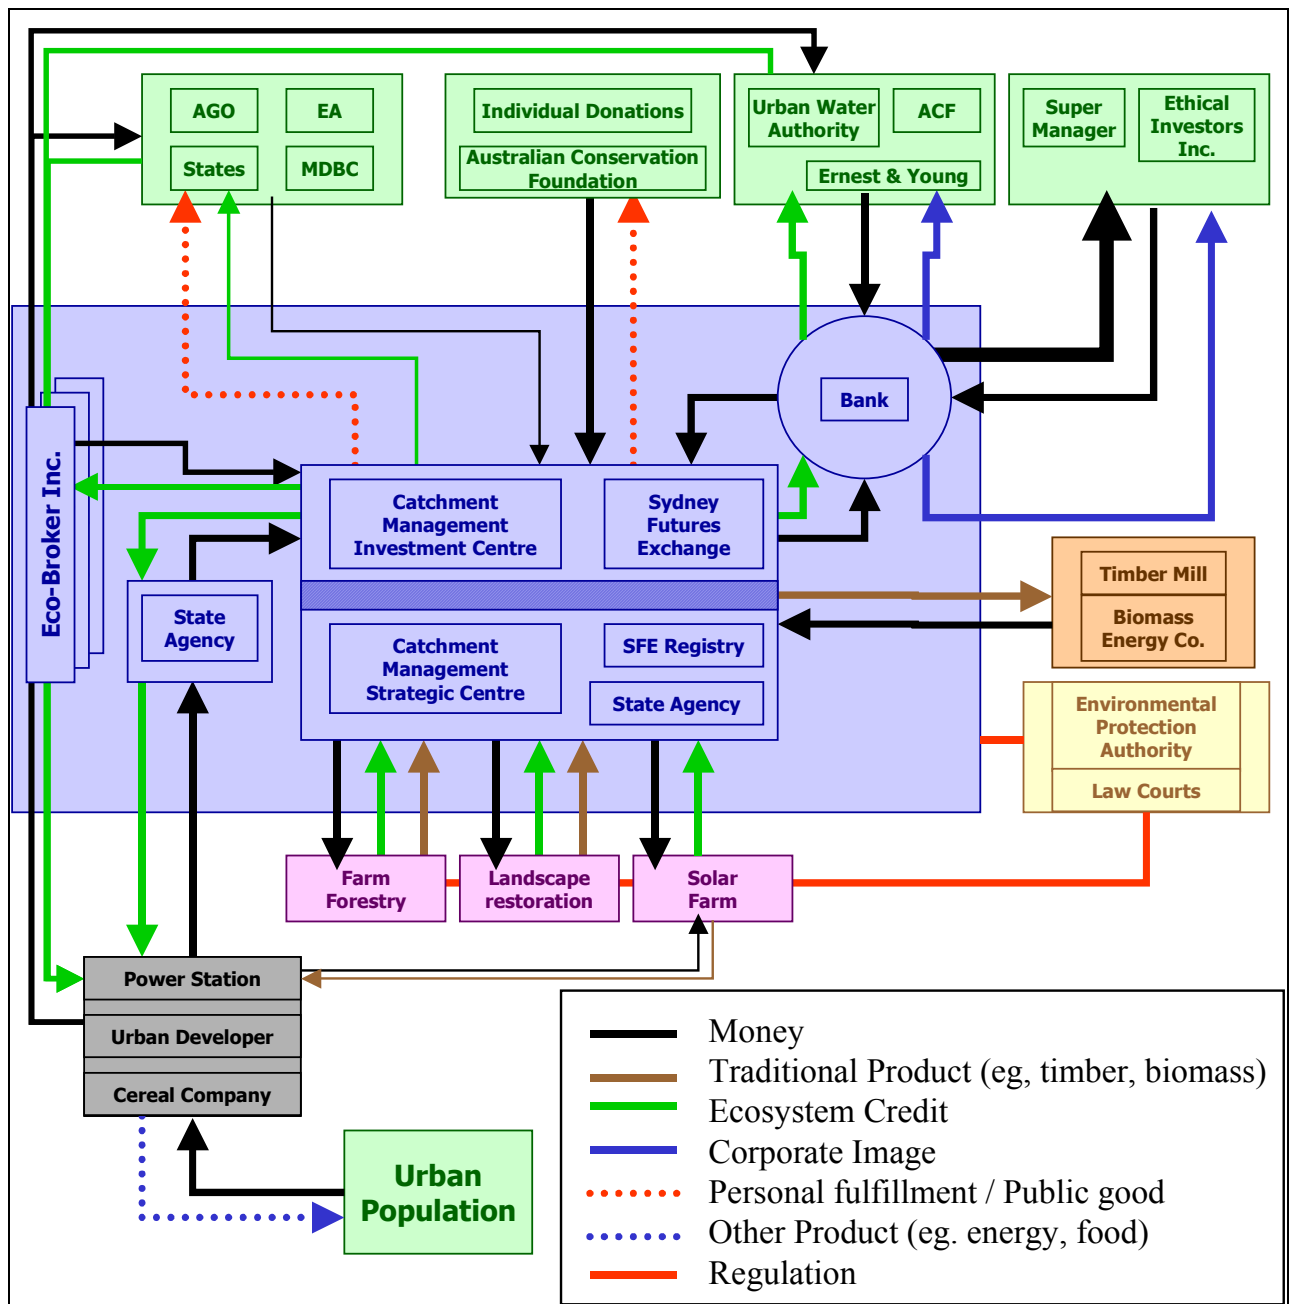 AGO
EA
States
MDBC
Individual Donations
Australian Conservation
Foundation
Urban Water
Authority
ACF
Ernest & Young
Super
Manager
Ethical
Investors
Inc.
Bank
Eco-Broker Inc.
Catchment
Management
Investment Centre
Sydney
Futures
Exchange
State
Agency
Catchment
Management
Strategic Centre
SFE Registry
State Agency
Timber Mill
Biomass
Energy Co.
Environmental
Protection
Authority
Law Courts
Farm
Forestry
Landscape
restoration
Solar
Farm
Power Station
Urban Developer
Cereal Company
Urban
Population
Money
Traditional Product (eg, timber, biomass)
Ecosystem Credit
Corporate Image
Personal fulfillment / Public good
Other Product (eg. energy, food)
Regulation